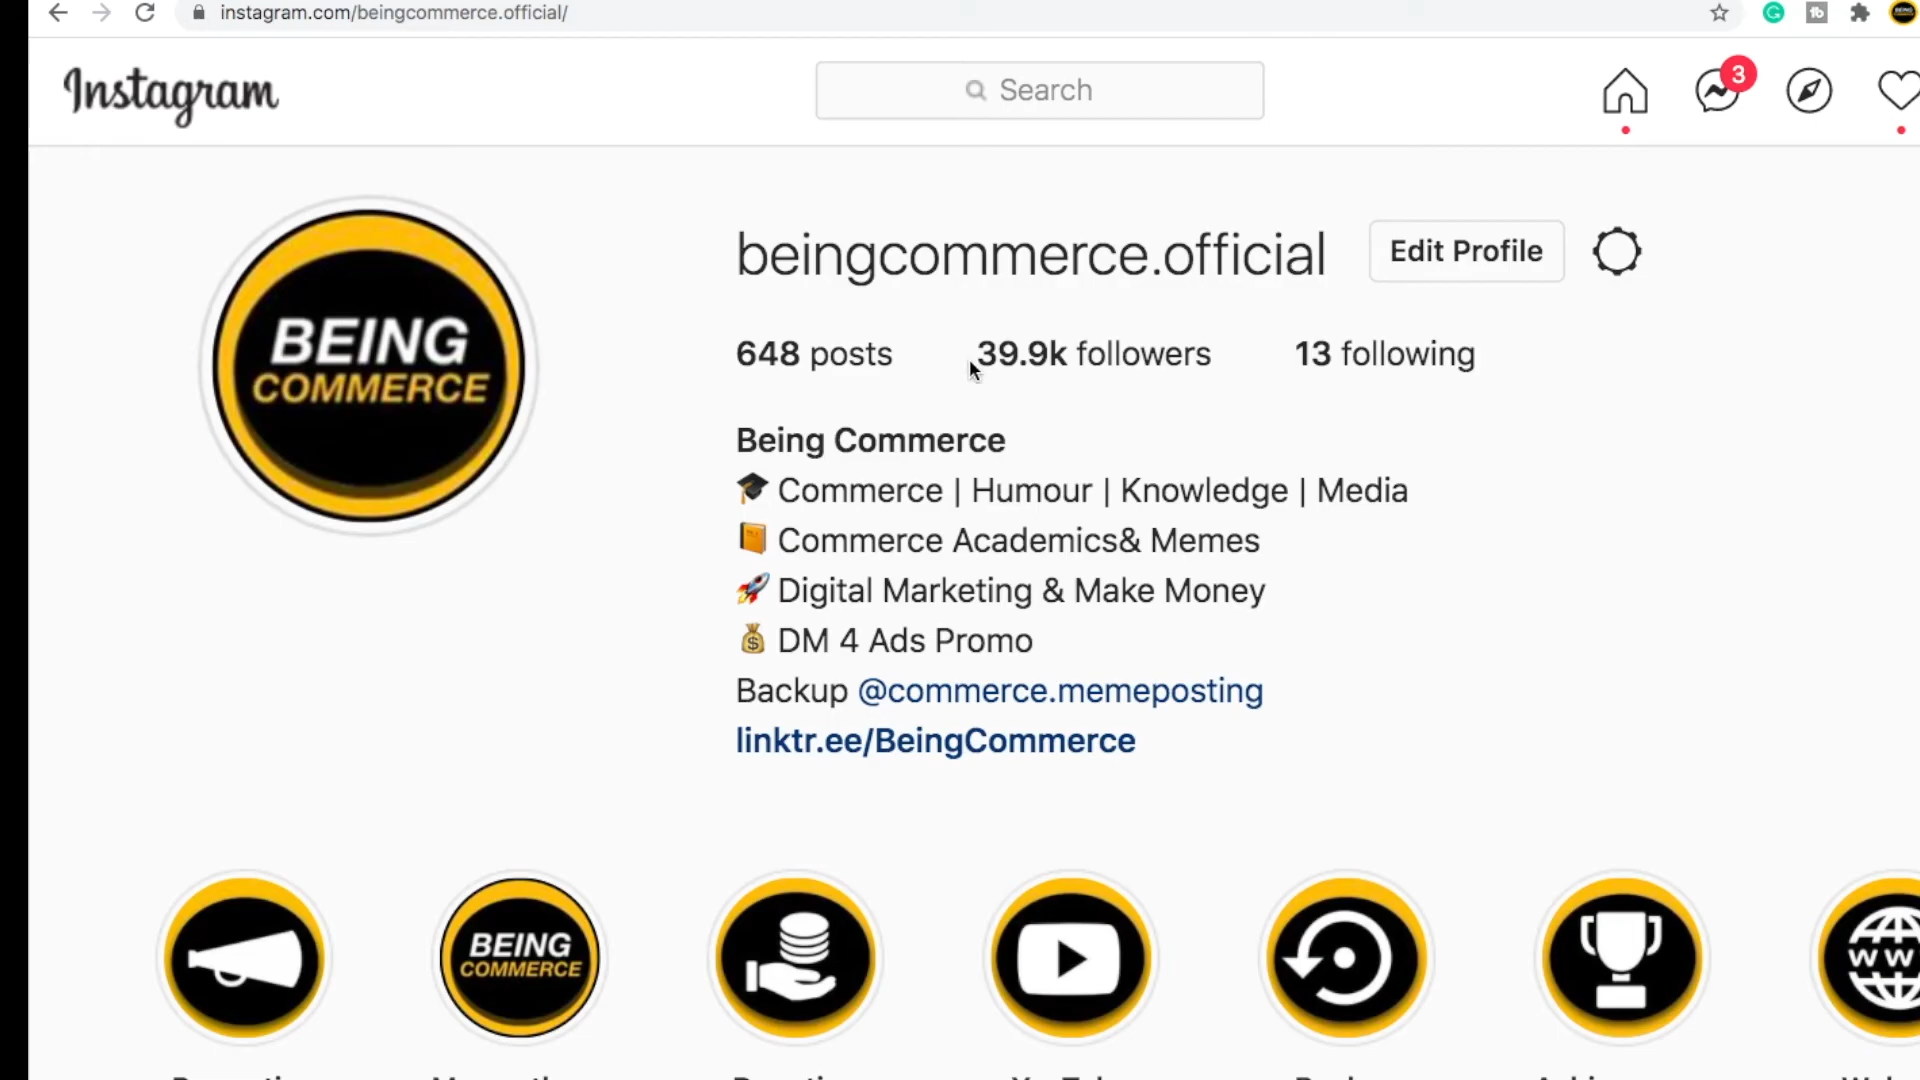 instagram.com/beingcommerce.official/
Instagram
Search
3
beingcommerce.official Edit Profile
648 posts 39.9k followers 13 following
BEING
COMMERCE
Being Commerce
Commerce | Humour | Knowledge | Media
Commerce Academics& Memes
Digital Marketing & Make Money
DM 4 Ads Promo
Backup @commerce.memeposting
linktr.ee/BeingCommerce
BEING
COMMERCE